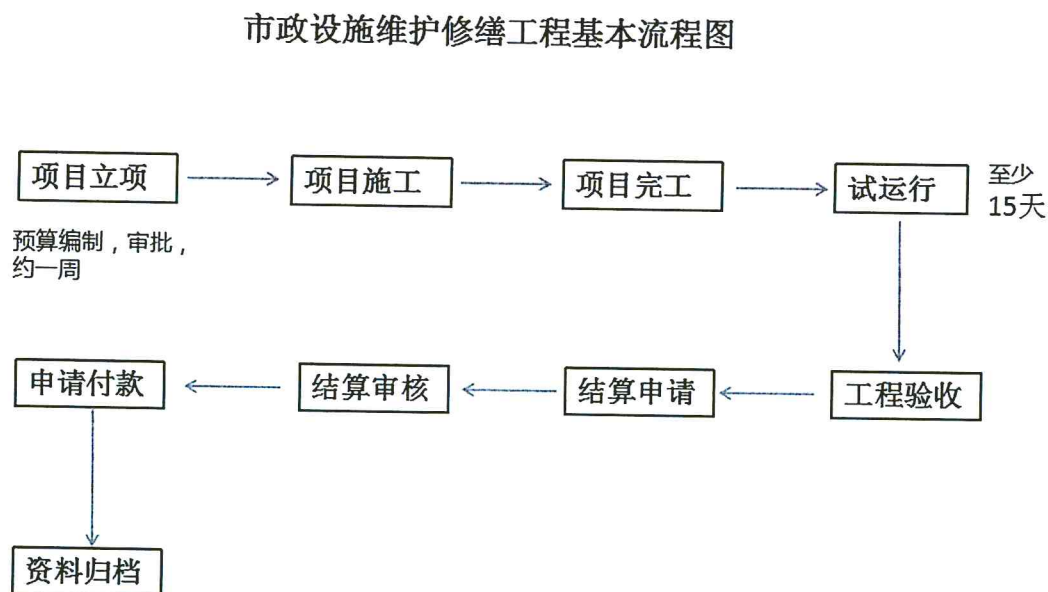 市政设施维护修缮工程基本流程图
项目立项
项目施工
项目完工
试运行
至少
15天
预算编制，审批，
约一周
申请付款
结算审核
结算申请
工程验收
资料归档